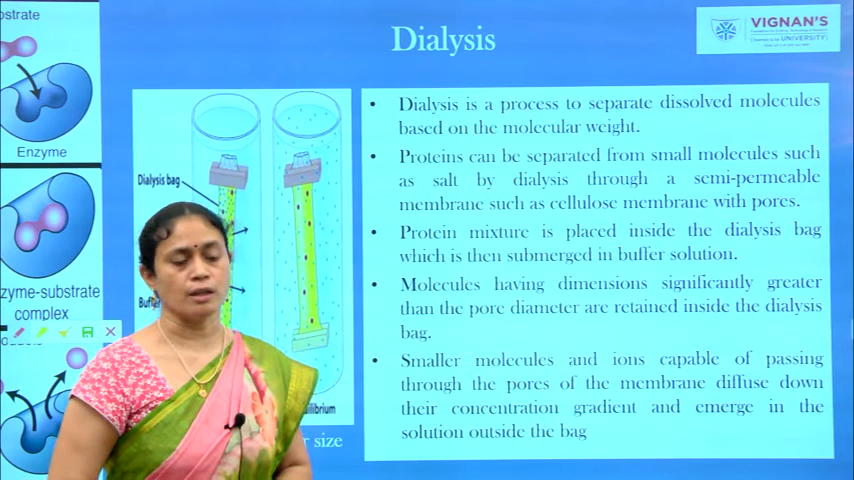 Dialysis
VIGNAN'S
UNIVERSITY
Enzyme
complex
Dialysis bag
• Dialysis is a process to separate dissolved molecules
based on the molecular weight.
• Proteins can be separated from small molecules such
as salt by dialysis through a semi-permeable
membrane such as cellulose membrane with pores.
• Protein mixture is placed inside the dialysis bag
which is then submerged in buffer solution.
• Molecules having dimensions significantly greater
than the pore diameter are retained inside the dialysis
bag.
• Smaller molecules and ions capable of passing
through the pores of the membrane diffuse down
their concentration gradient and emerge in the
solution outside the bag
size